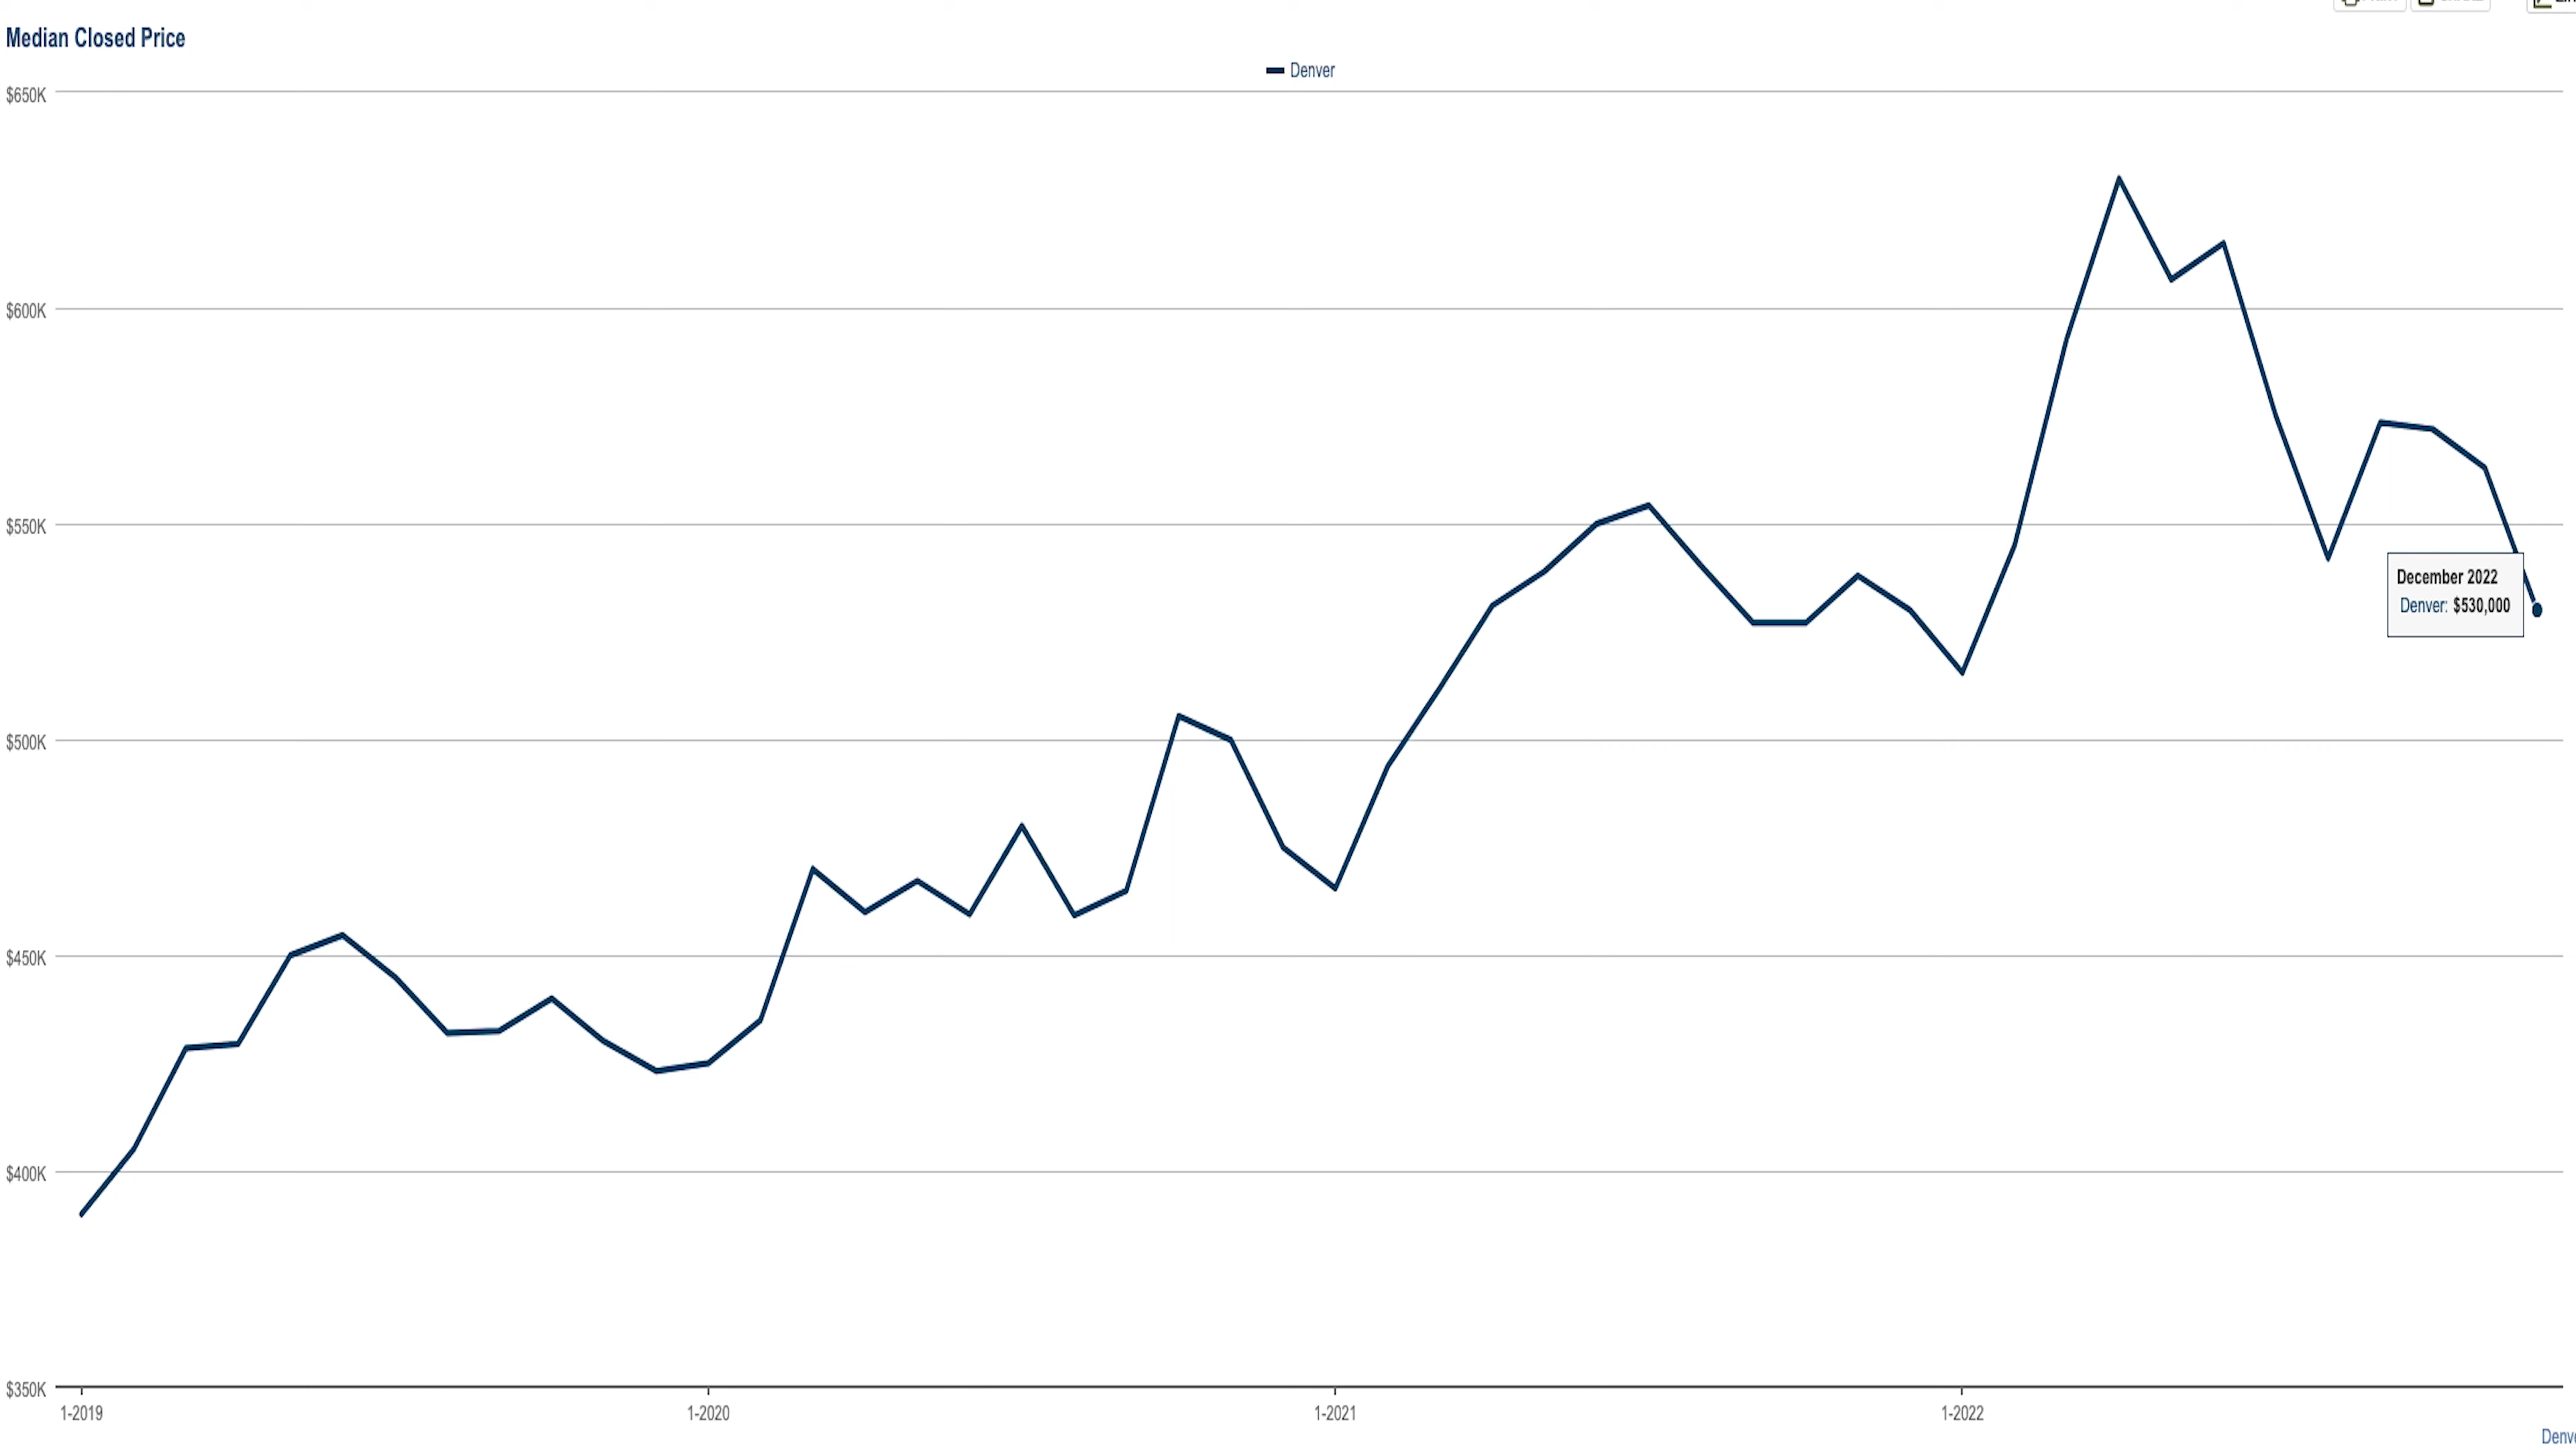 Median Closed Price
Denver
$650K
$600K
$550K
$500K
$450K
$400K
$350K
December 2022
Denver: $530,000
1-2019
1-2020
1-2021
1-2022